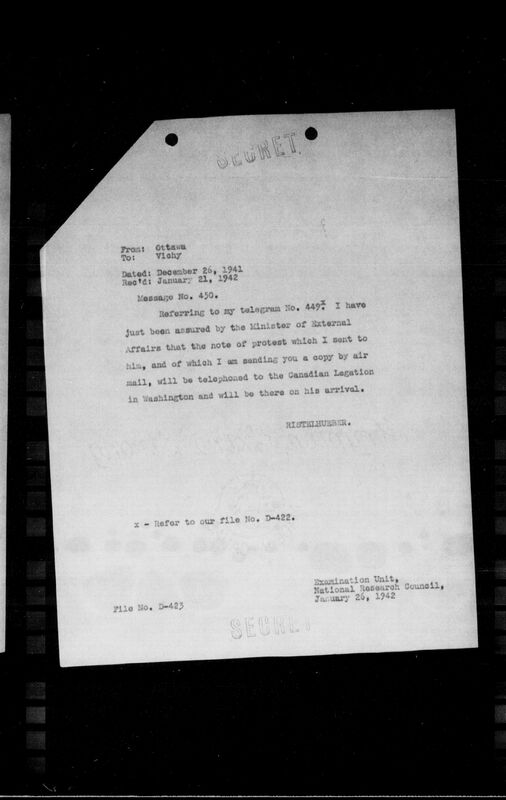 SECRET
From: Ottawa
To: Vichy
Dated: December 26, 1941
Rec'd: January 21, 1942
Message No. 450.
Referring to my telegram No. 449x. I have
just been assured by the Minister of External
Affairs that the note of protest which I sent to
him, and of which I am sending you a copy by air
mail, will be telephoned to the Canadian Legation
in Washington and will be there on his arrival.
RISTELHUEBER.
x - Refer to our file No. D-422.
Examination Unit,
National Research Council,
January 26, 1942
File No. D-423
SECRET